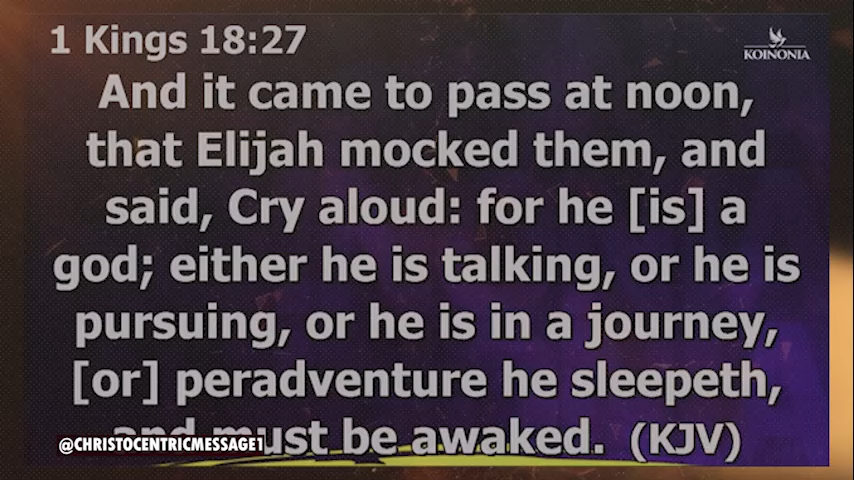 1 Kings 18:27
KOINONIA
And it came to pass at noon,
that Elijah mocked them, and
said, Cry aloud: for he [is] a
god; either he is talking, or he is
pursuing, or he is in a journey,
[or] peradventure he sleepeth,
and must be awaked. (KJV)
@CHRISTOCENTRICMESSAGE1